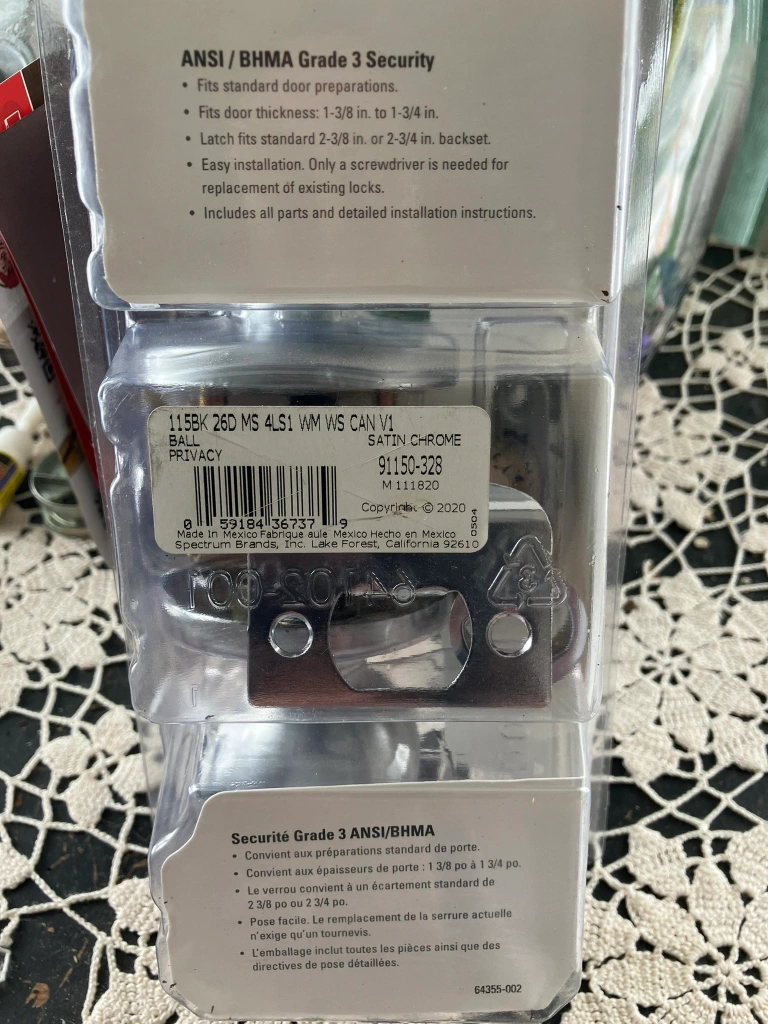 ANSI / BHMA Grade 3 Security
• Fits standard door preparations.
• Fits door thickness: 1-3/8 in. to 1-3/4 in.
• Latch fits standard 2-3/8 in. or 2-3/4 in. backset.
• Easy installation. Only a screwdriver is needed for
replacement of existing locks.
• Includes all parts and detailed installation instructions.
115BK 26D MS 4LS1 WM WS CAN V1
BALL SATIN CHROME
PRIVACY 91150-328
M 111820
Copyright © 2020
0 59184 36737 9
0504
Made In Mexico Fabrique au/e Mexico Hecho en Mexico
Spectrum Brands, Inc. Lake Forest, California 92610
64102-001
3
Securité Grade 3 ANSI/BHMA
• Convient aux préparations standard de porte.
• Convient aux épaisseurs de porte : 1 3/8 po à 1 3/4 po.
• Le verrou convient à un écartement standard de
2 3/8 po ou 2 3/4 po.
• Pose facile. Le remplacement de la serrure actuelle
n'exige qu'un tournevis.
• L'emballage inclut toutes les pièces ainsi que des
directives de pose détaillées.
64355-002